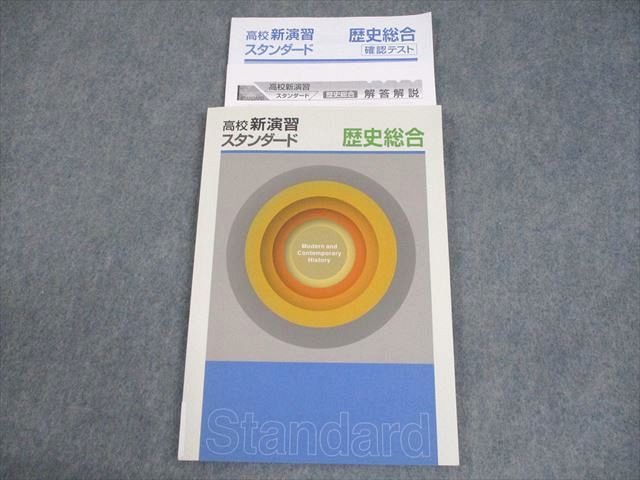 高校 新演習
スタンダード
歴史総合
確認テスト
高校新演習
スタンダード
歴史総合
解答解説
高校 新演習
スタンダード
歴史総合
Modern and
Contemporary
History
Standard